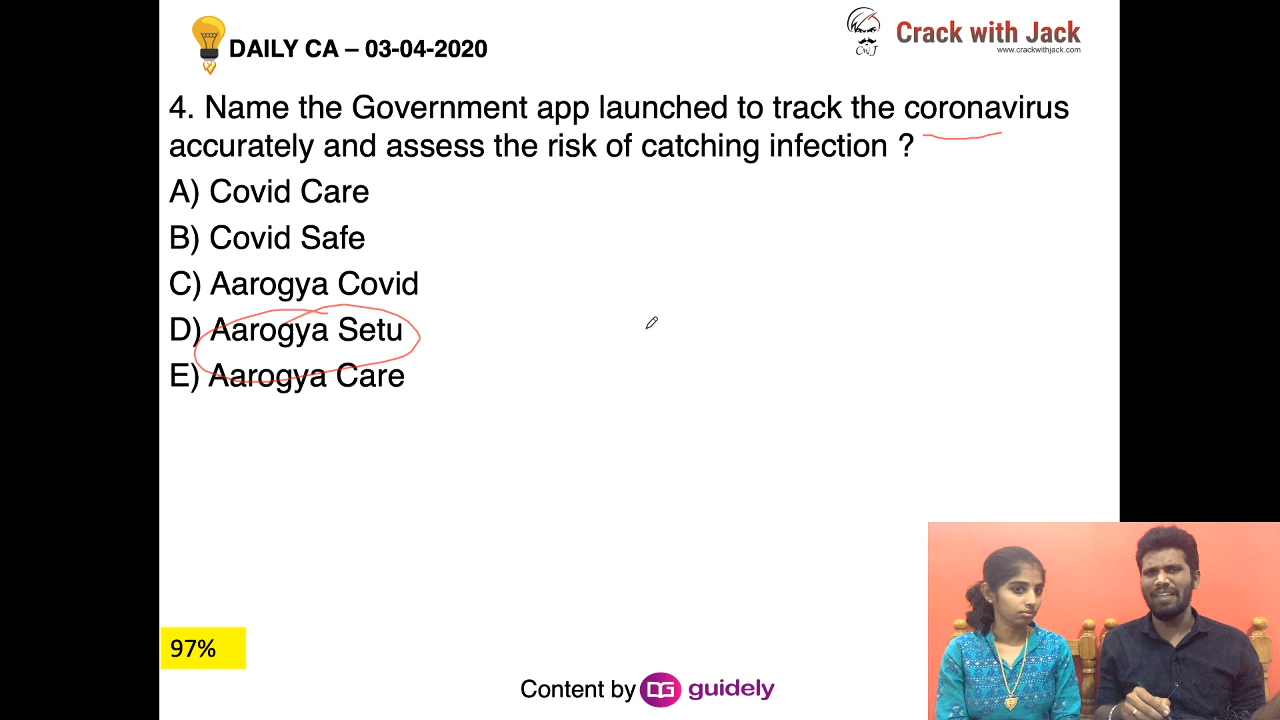 DAILY CA – 03-04-2020
Crack with Jack
www.crackwithjack.com
CWJ
4. Name the Government app launched to track the coronavirus
accurately and assess the risk of catching infection ?
A) Covid Care
B) Covid Safe
C) Aarogya Covid
D) Aarogya Setu
E) Aarogya Care
97%
Content by DG guidely